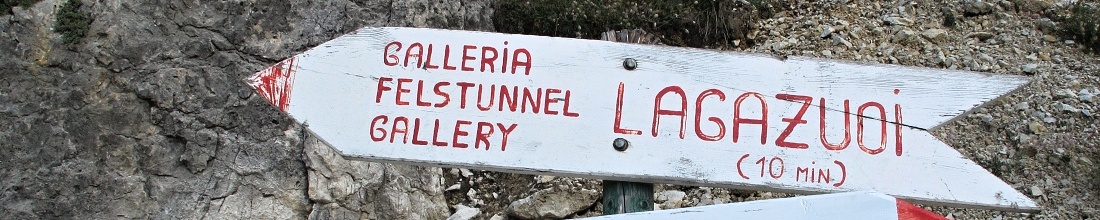 GALLERiA
FELSTUNNEL
GALLERY
LAGAZUOi
(10 MiN.)